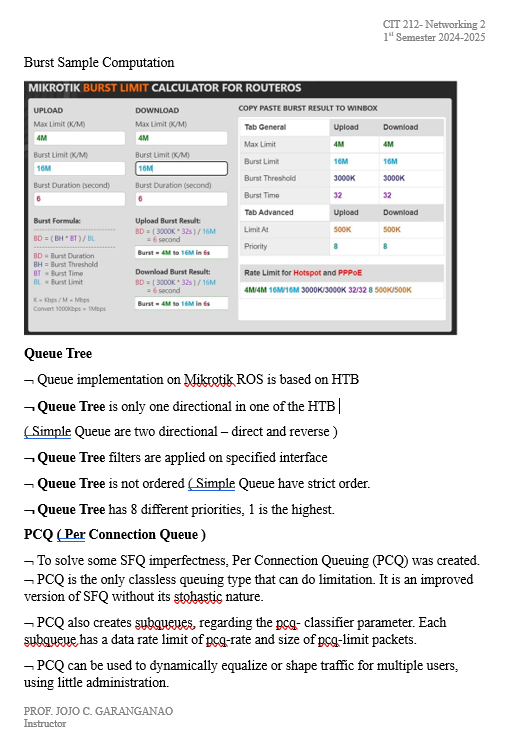 CIT 212- Networking 2
1st Semester 2024-2025
Burst Sample Computation
MIKROTIK BURST LIMIT CALCULATOR FOR ROUTEROS
UPLOAD
Max Limit (K/M)
4M
Burst Limit (K/M)
16M
Burst Duration (second)
6
Burst Formula:
BD = ( BH * BT ) / BL
BD = Burst Duration
BH = Burst Threshold
BT = Burst Time
BL = Burst Limit
K = Kbps / M = Mbps
Convert 1000Kbps = 1Mbps
DOWNLOAD
Max Limit (K/M)
4M
Burst Limit (K/M)
16M
Burst Duration (second)
6
Upload Burst Result:
BD = ( 3000K * 32s ) / 16M
= 6 second
Burst = 4M to 16M in 6s
Download Burst Result:
BD = ( 3000K * 32s ) / 16M
= 6 second
Burst = 4M to 16M in 6s
COPY PASTE BURST RESULT TO WINBOX
Tab General Upload Download
Max Limit 4M 4M
Burst Limit 16M 16M
Burst Threshold 3000K 3000K
Burst Time 32 32
Tab Advanced Upload Download
Limit At 500K 500K
Priority 8 8
Rate Limit for Hotspot and PPPoE
4M/4M 16M/16M 3000K/3000K 32/32 8 500K/500K
Queue Tree
¬ Queue implementation on Mikrotik ROS is based on HTB
¬ Queue Tree is only one directional in one of the HTB
( Simple Queue are two directional – direct and reverse )
¬ Queue Tree filters are applied on specified interface
¬ Queue Tree is not ordered ( Simple Queue have strict order.
¬ Queue Tree has 8 different priorities, 1 is the highest.
PCQ ( Per Connection Queue )
¬ To solve some SFQ imperfectness, Per Connection Queuing (PCQ) was created.
¬ PCQ is the only classless queuing type that can do limitation. It is an improved
version of SFQ without its stohastic nature.
¬ PCQ also creates subqueues, regarding the pcq- classifier parameter. Each
subqueue has a data rate limit of pcq-rate and size of pcq-limit packets.
¬ PCQ can be used to dynamically equalize or shape traffic for multiple users,
using little administration.
PROF. JOJO C. GARANGANAO
Instructor